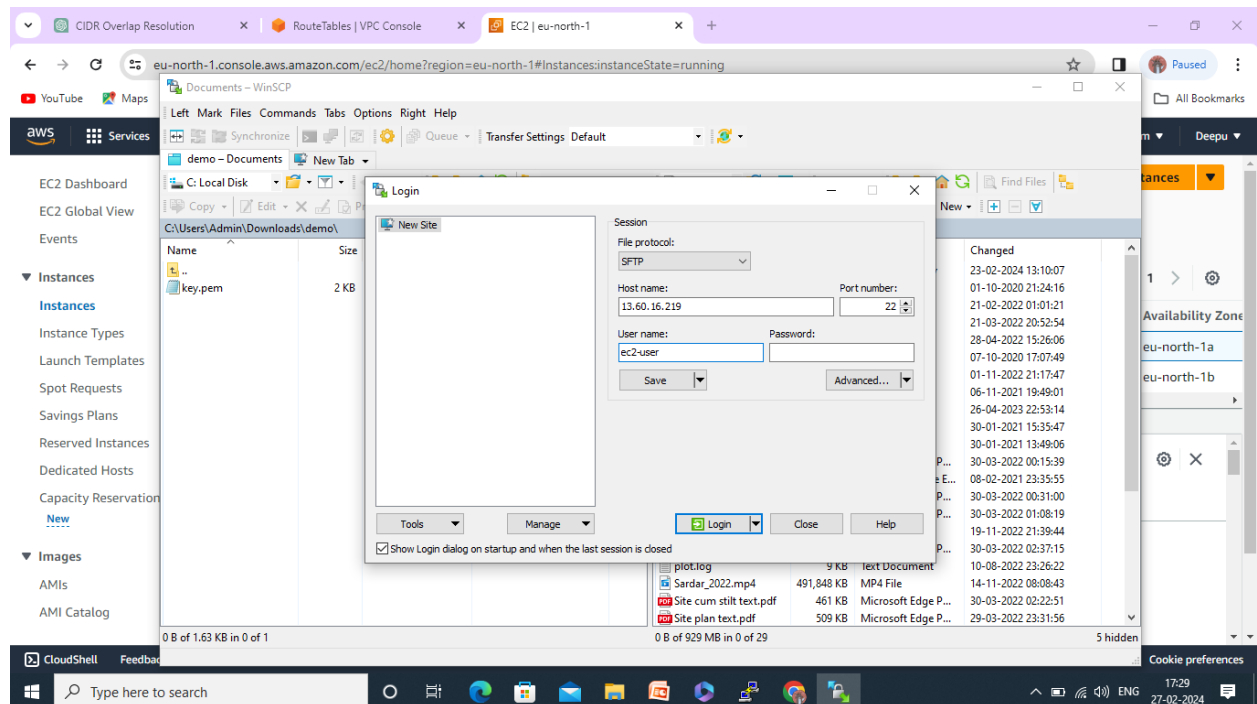 CIDR Overlap Resolution
RouteTables | VPC Console
EC2 | eu-north-1
eu-north-1.console.aws.amazon.com/ec2/home?region=eu-north-1#Instances:instanceState=running
Paused
YouTube
Maps
All Bookmarks
aws
Services
Deepu
EC2 Dashboard
EC2 Global View
Events
Instances
Instances
Instance Types
Launch Templates
Spot Requests
Savings Plans
Reserved Instances
Dedicated Hosts
Capacity Reservation
New
Images
AMIs
AMI Catalog
Documents – WinSCP
Left Mark Files Commands Tabs Options Right Help
Synchronize
Queue
Transfer Settings Default
demo – Documents
New Tab
C: Local Disk
Find Files
Copy
Edit
New
C:\Users\Admin\Downloads\demo\
Name
Size
..
key.pem
2 KB
Login
New Site
Session
File protocol:
SFTP
Host name:
Port number:
13.60.16.219
22
User name:
Password:
ec2-user
Save
Advanced...
Tools
Manage
Login
Close
Help
Show Login dialog on startup and when the last session is closed
Changed
23-02-2024 13:10:07
01-10-2020 21:24:16
21-02-2022 01:01:21
21-03-2022 20:52:54
28-04-2022 15:26:06
07-10-2020 17:07:49
01-11-2022 21:17:47
06-11-2021 19:49:01
26-04-2023 22:53:14
30-01-2021 15:35:47
30-01-2021 13:49:06
P... 30-03-2022 00:15:39
E... 08-02-2021 23:35:55
P... 30-03-2022 00:31:00
P... 30-03-2022 01:08:19
19-11-2022 21:39:44
P... 30-03-2022 02:37:15
plot.log 9 KB Text Document 10-08-2022 23:26:22
Sardar_2022.mp4 491,848 KB MP4 File 14-11-2022 08:08:43
Site cum stilt text.pdf 461 KB Microsoft Edge P... 30-03-2022 02:22:51
Site plan text.pdf 509 KB Microsoft Edge P... 29-03-2022 23:31:56
0 B of 1.63 KB in 0 of 1
0 B of 929 MB in 0 of 29
5 hidden
tances
1
Availability Zone
eu-north-1a
eu-north-1b
CloudShell
Feedbac
Cookie preferences
Type here to search
ENG
17:29
27-02-2024